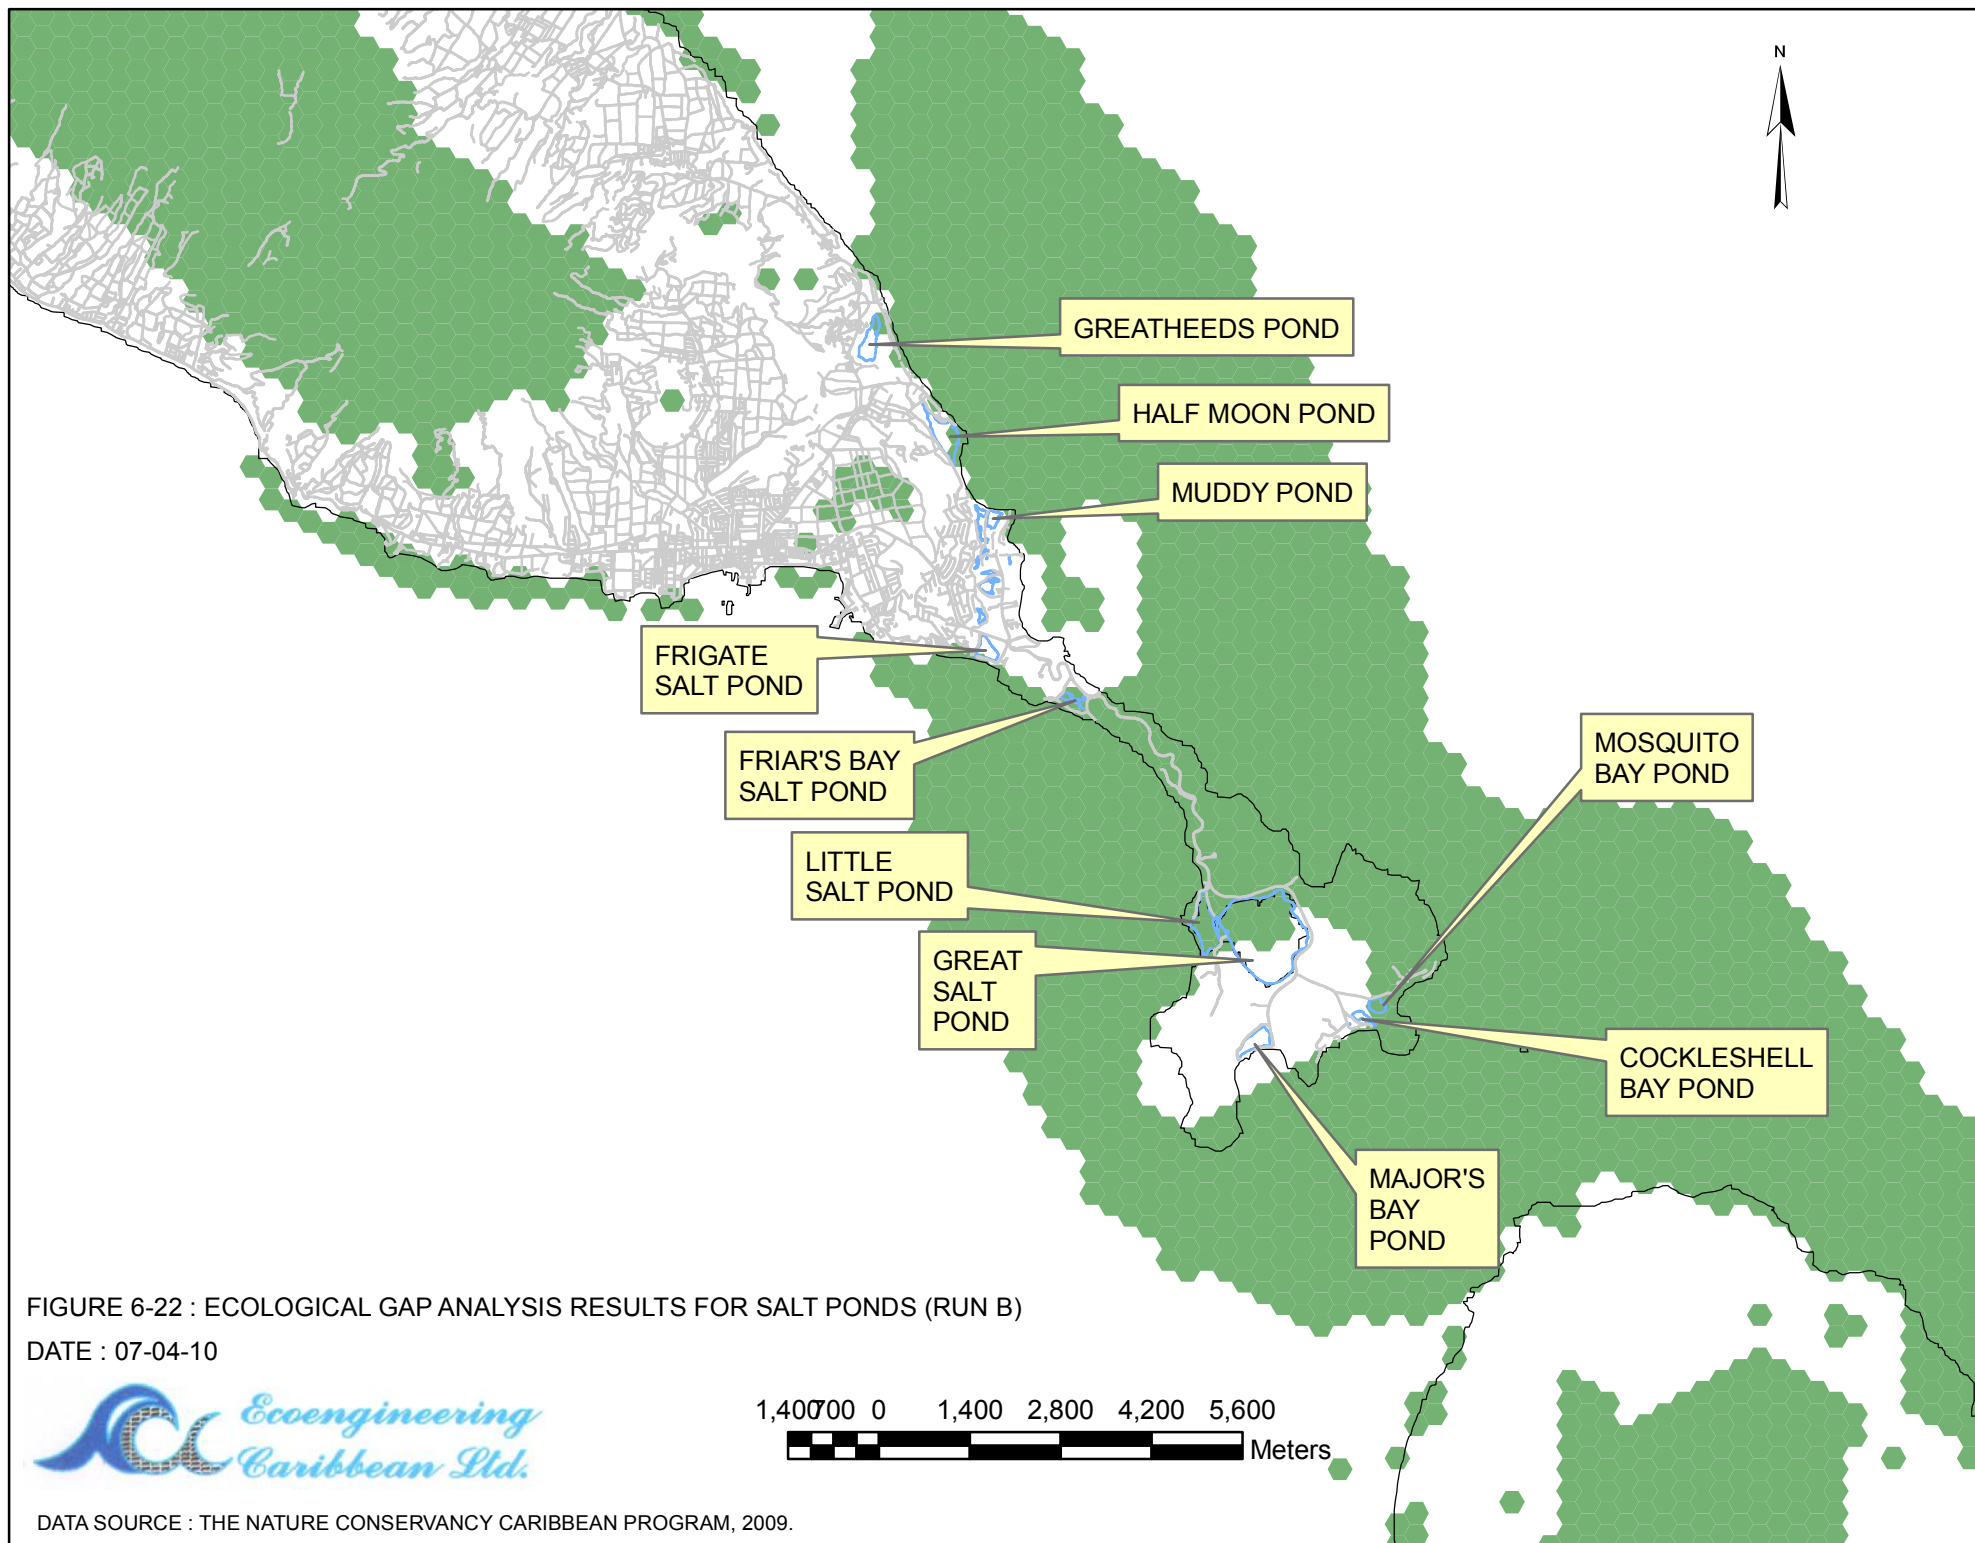 N
GREATHEEDS POND
HALF MOON POND
MUDDY POND
FRIGATE
SALT POND
FRIAR'S BAY
SALT POND
MOSQUITO
BAY POND
LITTLE
SALT POND
GREAT
SALT
POND
COCKLESHELL
BAY POND
MAJOR'S
BAY
POND
FIGURE 6-22 : ECOLOGICAL GAP ANALYSIS RESULTS FOR SALT PONDS (RUN B)
DATE : 07-04-10
Ecoengineering
Caribbean Ltd.
1,400 700 0 1,400 2,800 4,200 5,600
Meters
DATA SOURCE : THE NATURE CONSERVANCY CARIBBEAN PROGRAM, 2009.